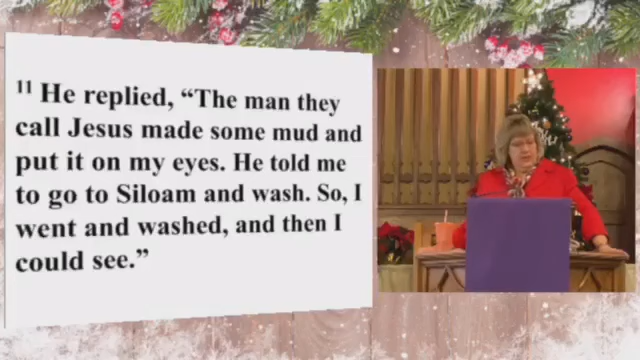 11 He replied, “The man they
call Jesus made some mud and
put it on my eyes. He told me
to go to Siloam and wash. So, I
went and washed, and then I
could see.”